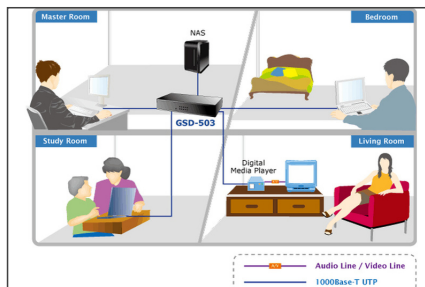 Master Room
Bedroom
NAS
GSD-503
Study Room
Digital
Media Player
Living Room
A/V
A/V
Audio Line / Video Line
1000Base-T UTP